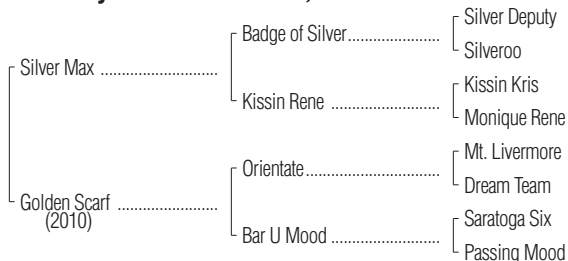 Silver Deputy
Badge of Silver
Silveroo
Silver Max
Kissin Kris
Kissin Rene
Monique Rene
Mt. Livermore
Orientate
Dream Team
Golden Scarf
(2010)
Saratoga Six
Bar U Mood
Passing Mood